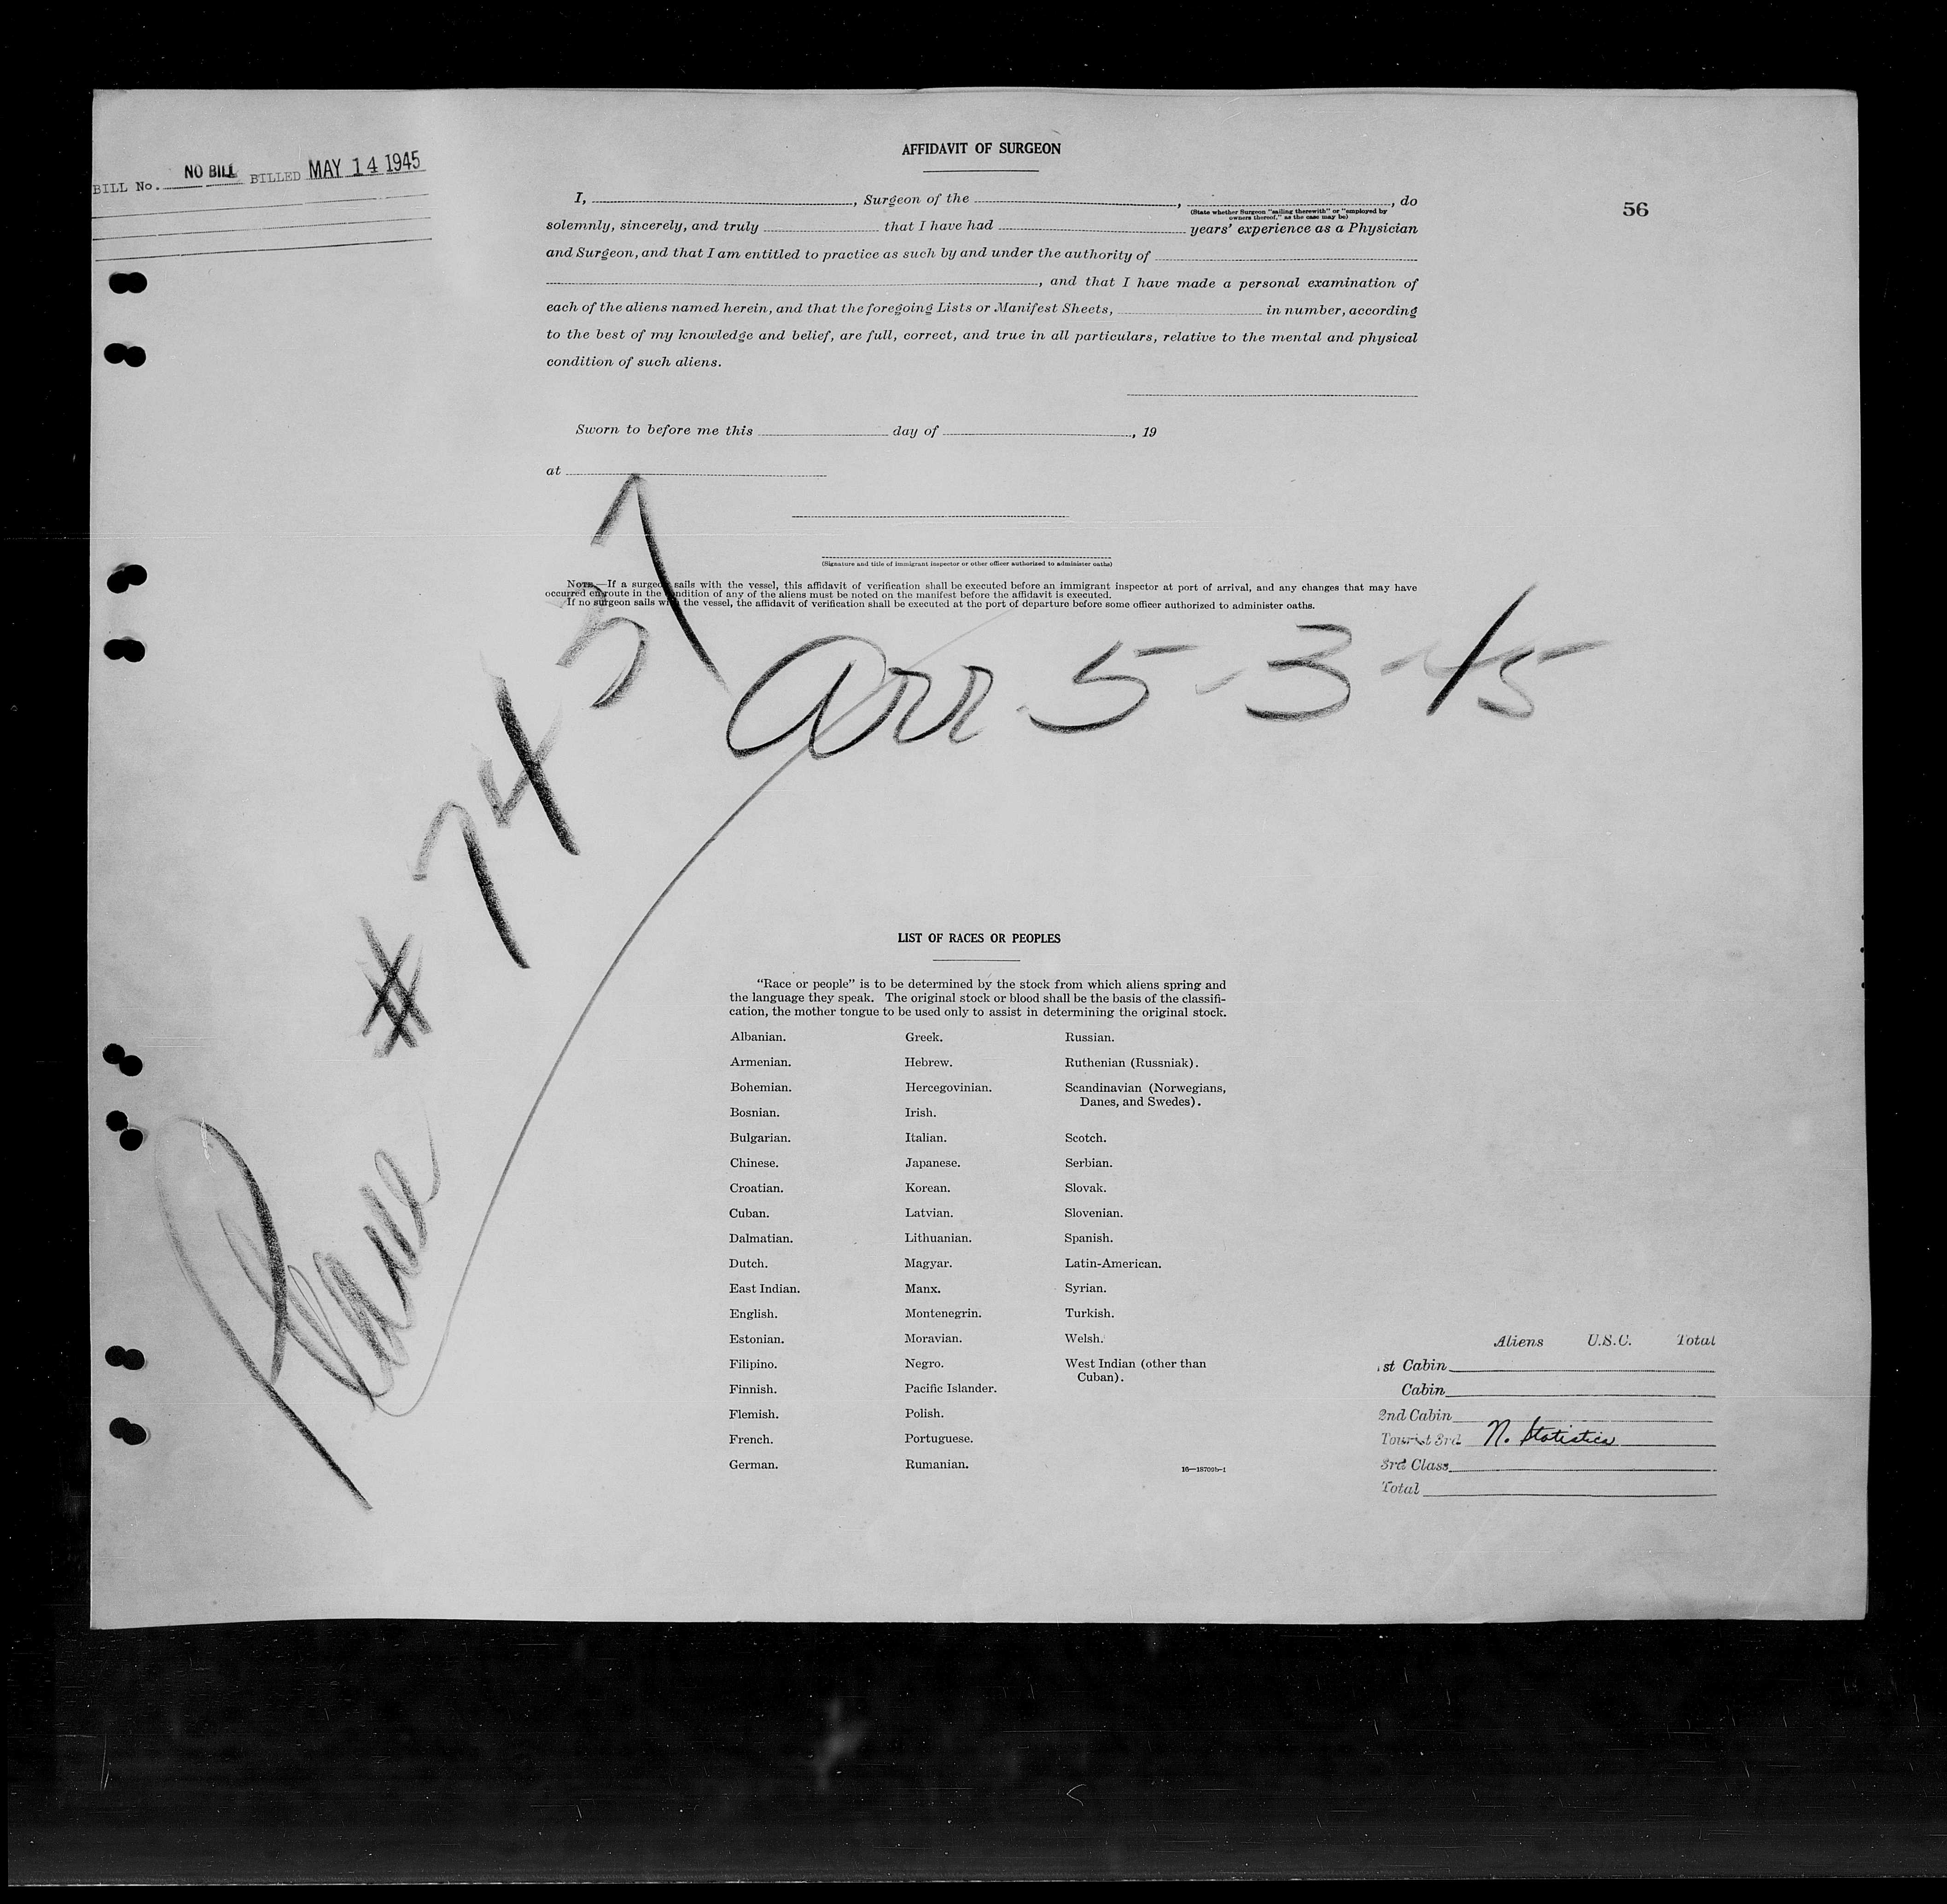 BILL No. NO BILL BILLED MAY 14 1945
AFFIDAVIT OF SURGEON
56
I, , Surgeon of the , , do
(State whether Surgeon "sailing therewith" or "employed by
owners thereof," as the case may be)
solemnly, sincerely, and truly that I have had years' experience as a Physician
and Surgeon, and that I am entitled to practice as such by and under the authority of
, and that I have made a personal examination of
each of the aliens named herein, and that the foregoing Lists or Manifest Sheets, in number, according
to the best of my knowledge and belief, are full, correct, and true in all particulars, relative to the mental and physical
condition of such aliens.
Sworn to before me this day of , 19
at
(Signature and title of immigrant inspector or other officer authorized to administer oaths)
NOTE.—If a surgeon sails with the vessel, this affidavit of verification shall be executed before an immigrant inspector at port of arrival, and any changes that may have
occurred en route in the condition of any of the aliens must be noted on the manifest before the affidavit is executed.
If no surgeon sails with the vessel, the affidavit of verification shall be executed at the port of departure before some officer authorized to administer oaths.
Plane # 7457
arr. 5-3-45
LIST OF RACES OR PEOPLES
"Race or people" is to be determined by the stock from which aliens spring and
the language they speak. The original stock or blood shall be the basis of the classifi-
cation, the mother tongue to be used only to assist in determining the original stock.
Albanian.
Armenian.
Bohemian.
Bosnian.
Bulgarian.
Chinese.
Croatian.
Cuban.
Dalmatian.
Dutch.
East Indian.
English.
Estonian.
Filipino.
Finnish.
Flemish.
French.
German.
Greek.
Hebrew.
Hercegovinian.
Irish.
Italian.
Japanese.
Korean.
Latvian.
Lithuanian.
Magyar.
Manx.
Montenegrin.
Moravian.
Negro.
Pacific Islander.
Polish.
Portuguese.
Rumanian.
Russian.
Ruthenian (Russniak).
Scandinavian (Norwegians,
Danes, and Swedes).
Scotch.
Serbian.
Slovak.
Slovenian.
Spanish.
Latin-American.
Syrian.
Turkish.
Welsh.
West Indian (other than
Cuban).
16—18709b-1
Aliens U.S.C. Total
1st Cabin
Cabin
2nd Cabin
Tourist 3rd N. Statistics
3rd Class
Total